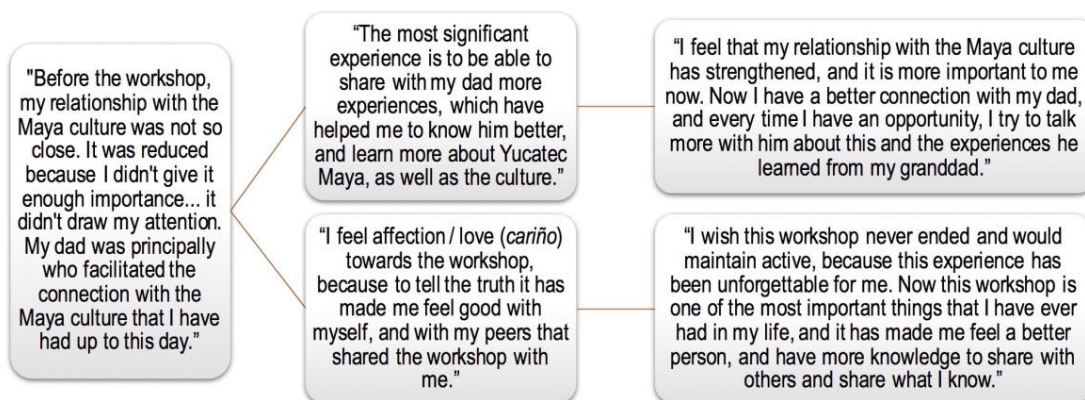 "Before the workshop,
my relationship with the
Maya culture was not so
close. It was reduced
because I didn't give it
enough importance... it
didn't draw my attention.
My dad was principally
who facilitated the
connection with the
Maya culture that I have
had up to this day.”
“The most significant
experience is to be able to
share with my dad more
experiences, which have
helped me to know him better,
and learn more about Yucatec
Maya, as well as the culture.”
“I feel that my relationship with the Maya culture
has strengthened, and it is more important to me
now. Now I have a better connection with my dad,
and every time I have an opportunity, I try to talk
more with him about this and the experiences he
learned from my granddad.”
“I feel affection / love (cariño)
towards the workshop,
because to tell the truth it has
made me feel good with
myself, and with my peers that
shared the workshop with
me.”
“I wish this workshop never ended and would
maintain active, because this experience has
been unforgettable for me. Now this workshop is
one of the most important things that I have ever
had in my life, and it has made me feel a better
person, and have more knowledge to share with
others and share what I know.”